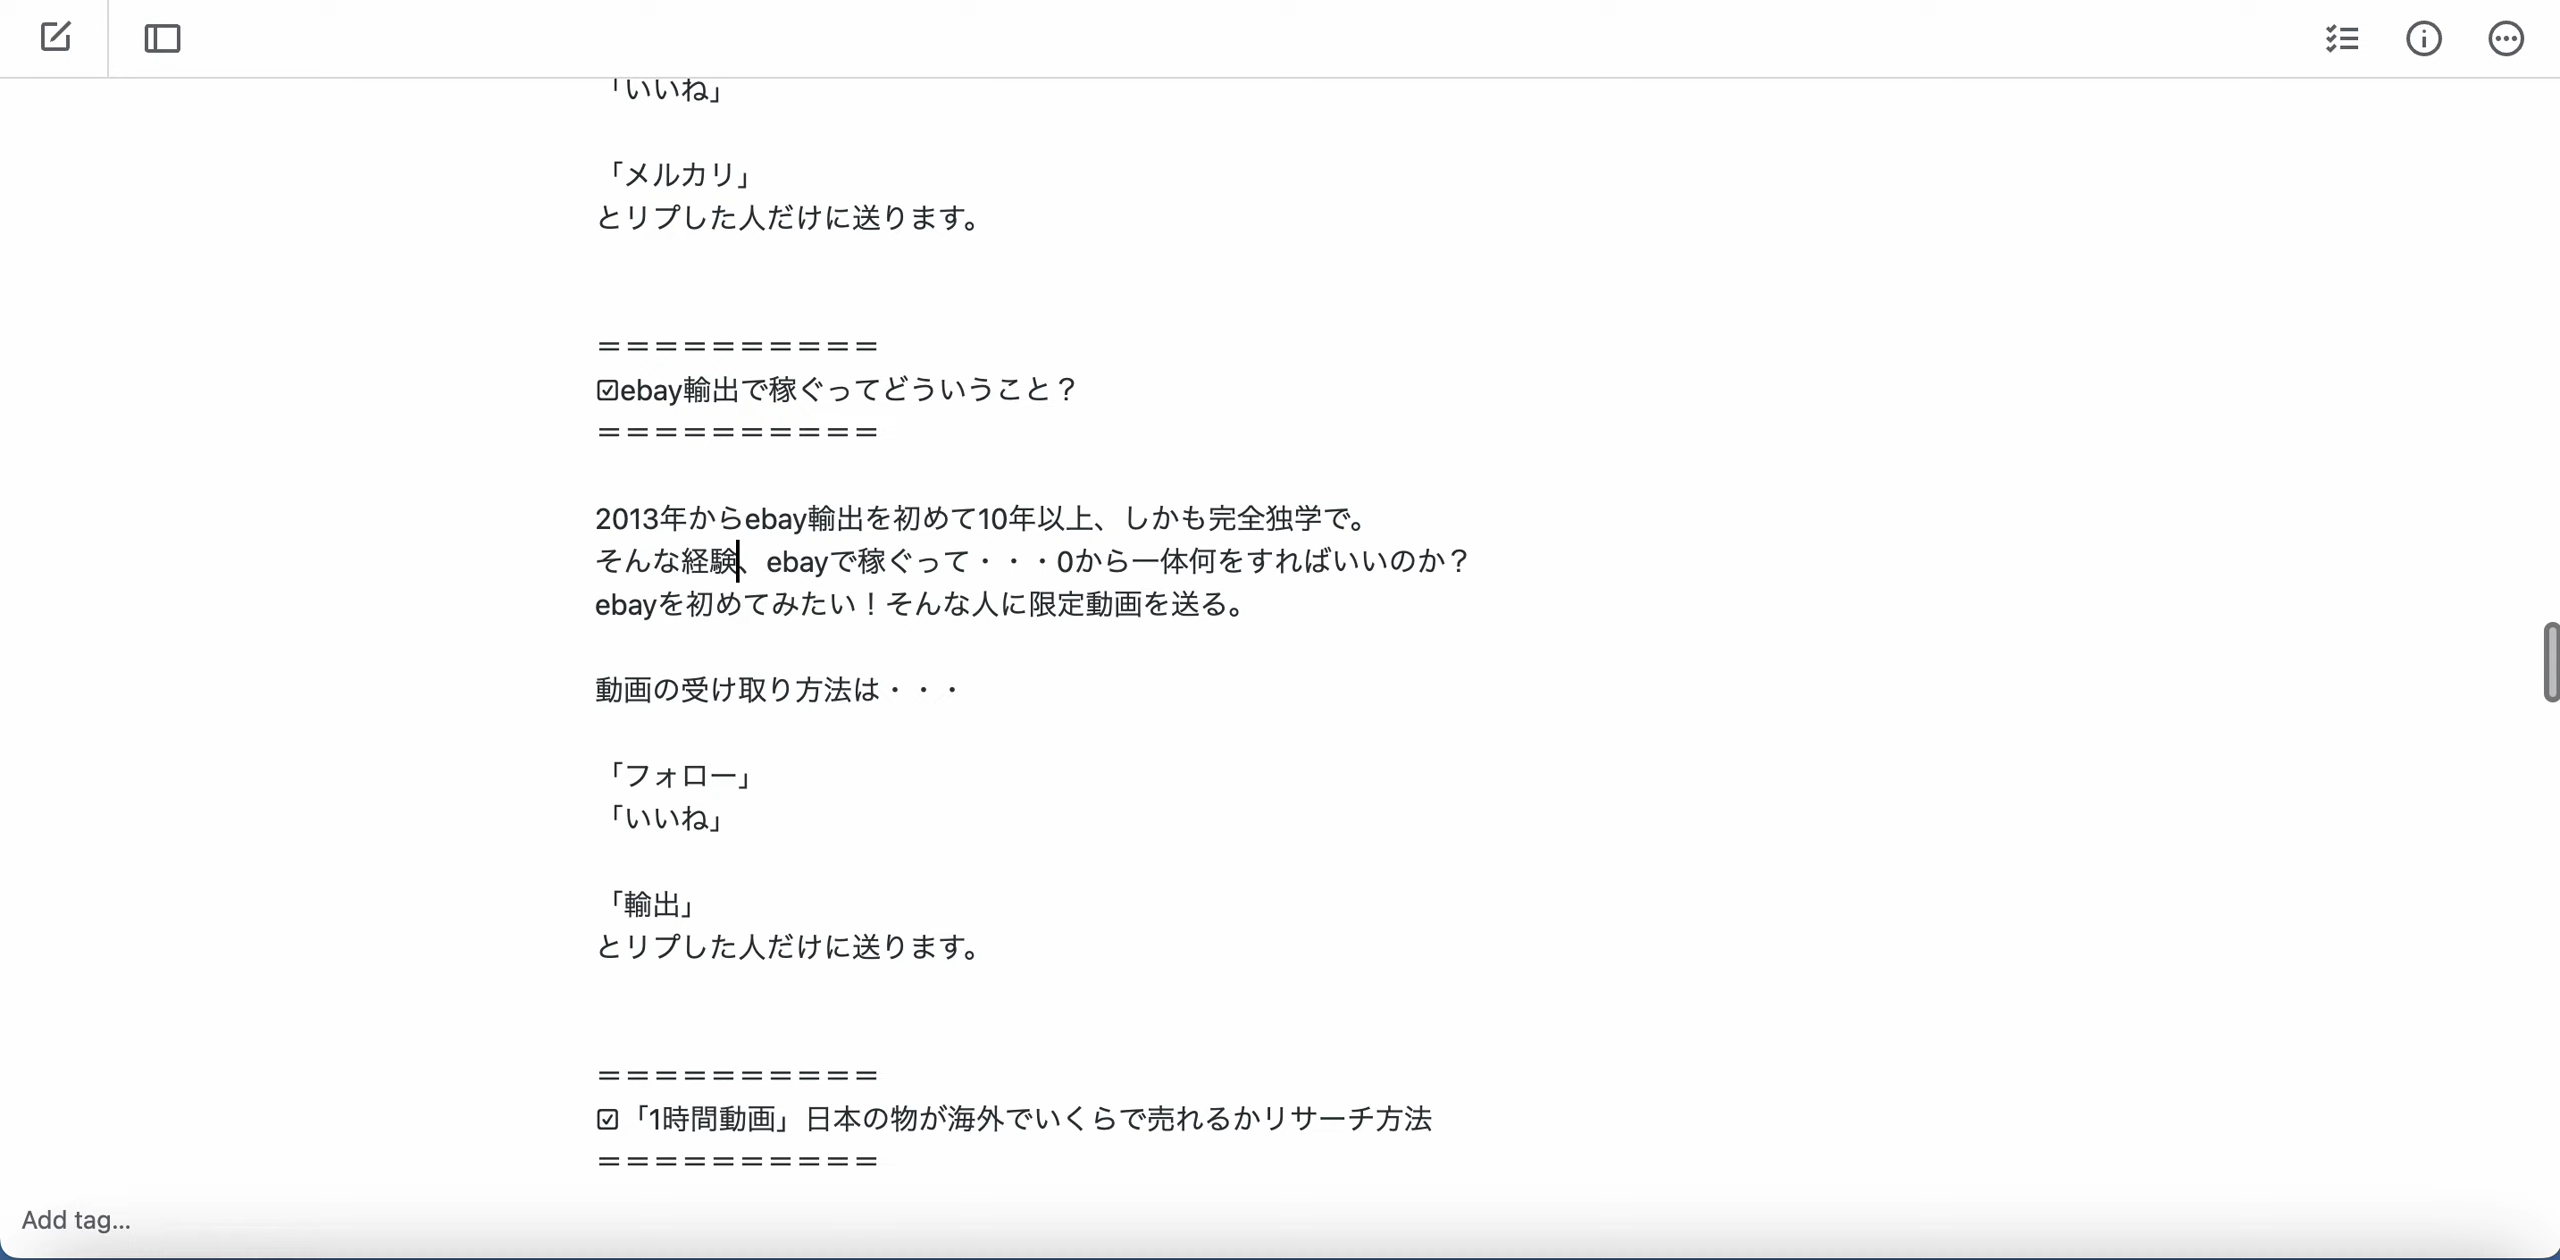 「いいね」
「メルカリ」
とリプした人だけに送ります。
＝＝＝＝＝＝＝＝＝＝
☑ebay輸出で稼ぐってどういうこと？
＝＝＝＝＝＝＝＝＝＝
2013年からebay輸出を初めて10年以上、しかも完全独学で。
そんな経験、ebayで稼ぐって・・・0から一体何をすればいいのか？
ebayを初めてみたい！そんな人に限定動画を送る。
動画の受け取り方法は・・・
「フォロー」
「いいね」
「輸出」
とリプした人だけに送ります。
＝＝＝＝＝＝＝＝＝＝
☑「1時間動画」日本の物が海外でいくらで売れるかリサーチ方法
＝＝＝＝＝＝＝＝＝＝
Add tag...